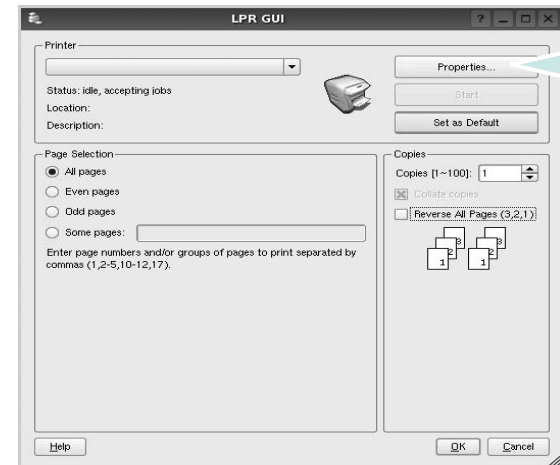 LPR GUI
Printer
Properties...
Status: idle, accepting jobs
Start
Location:
Description:
Set as Default
Page Selection
All pages
Even pages
Odd pages
Some pages:
Enter page numbers and/or groups of pages to print separated by
commas (1,2-5,10-12,17).
Copies
Copies [1~100]: 1
Collate copies
Reverse All Pages (3,2,1)
3 3
2 2
1 1
Help
OK
Cancel